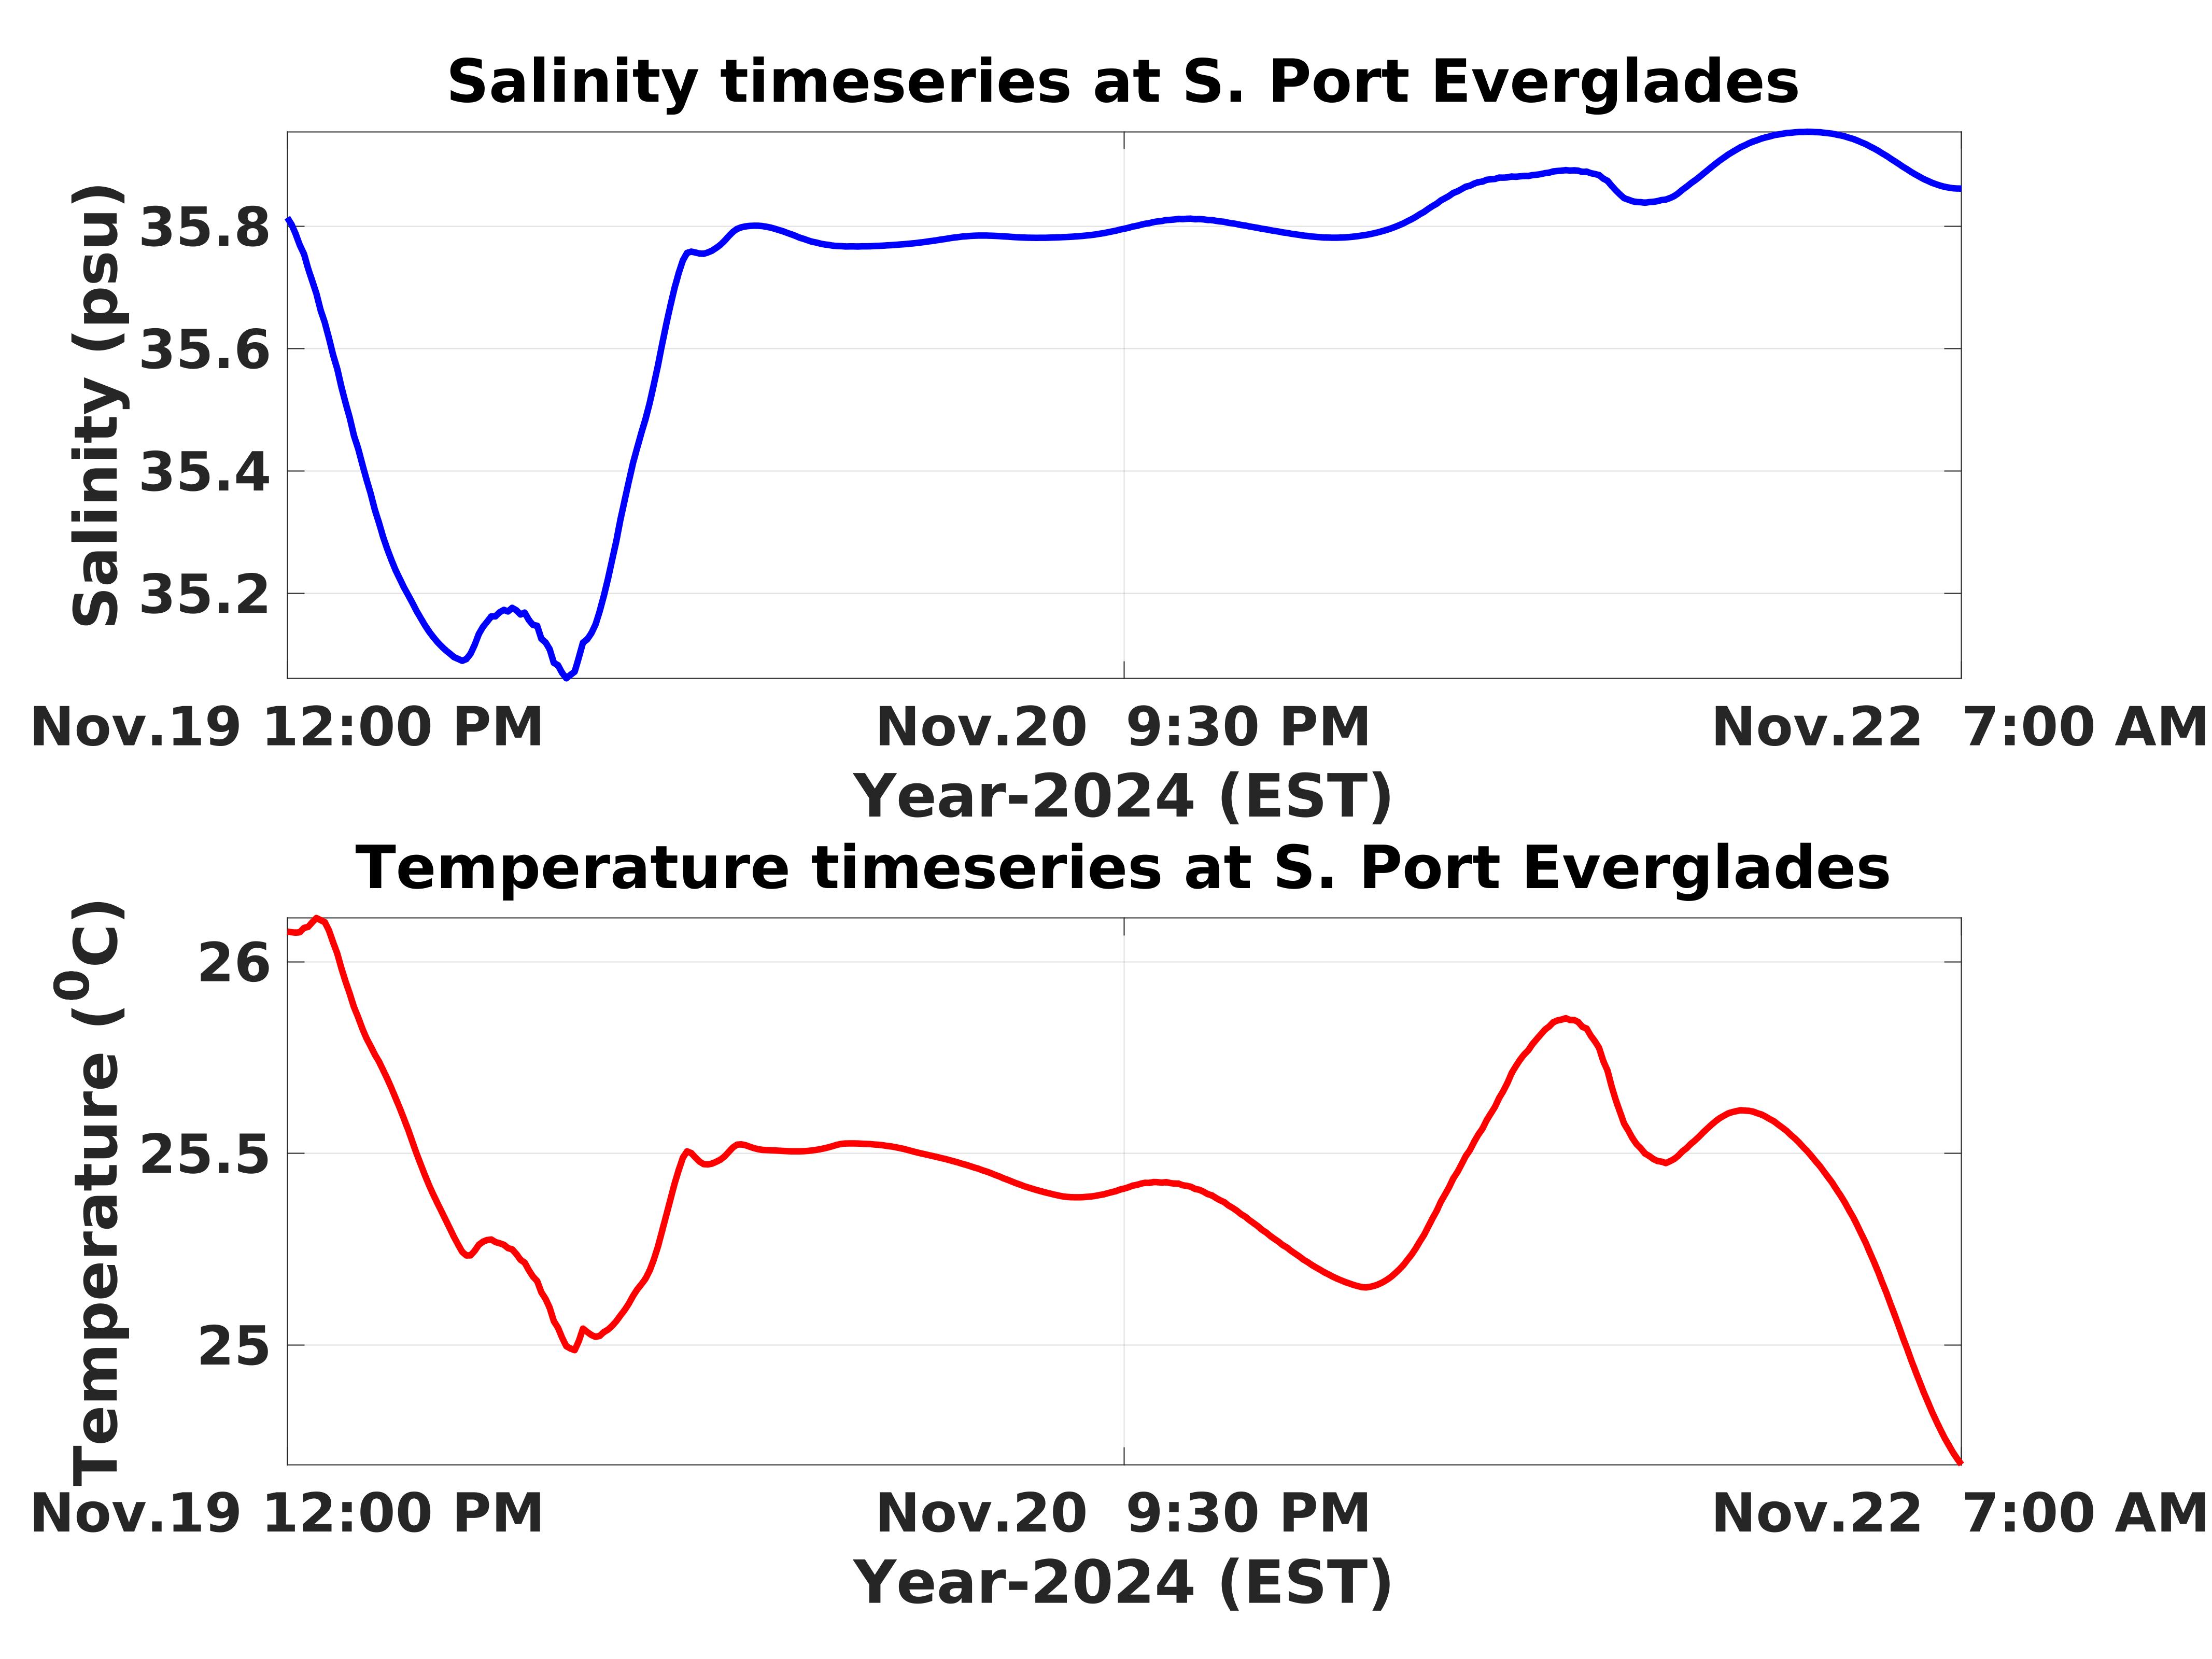 Salinity timeseries at S. Port Everglades
Salinity (psu)
35.8
35.6
35.4
35.2
Nov.19 12:00 PM
Nov.20  9:30 PM
Nov.22  7:00 AM
Year-2024 (EST)
Temperature timeseries at S. Port Everglades
Temperature (⁰C)
26
25.5
25
Nov.19 12:00 PM
Nov.20  9:30 PM
Nov.22  7:00 AM
Year-2024 (EST)